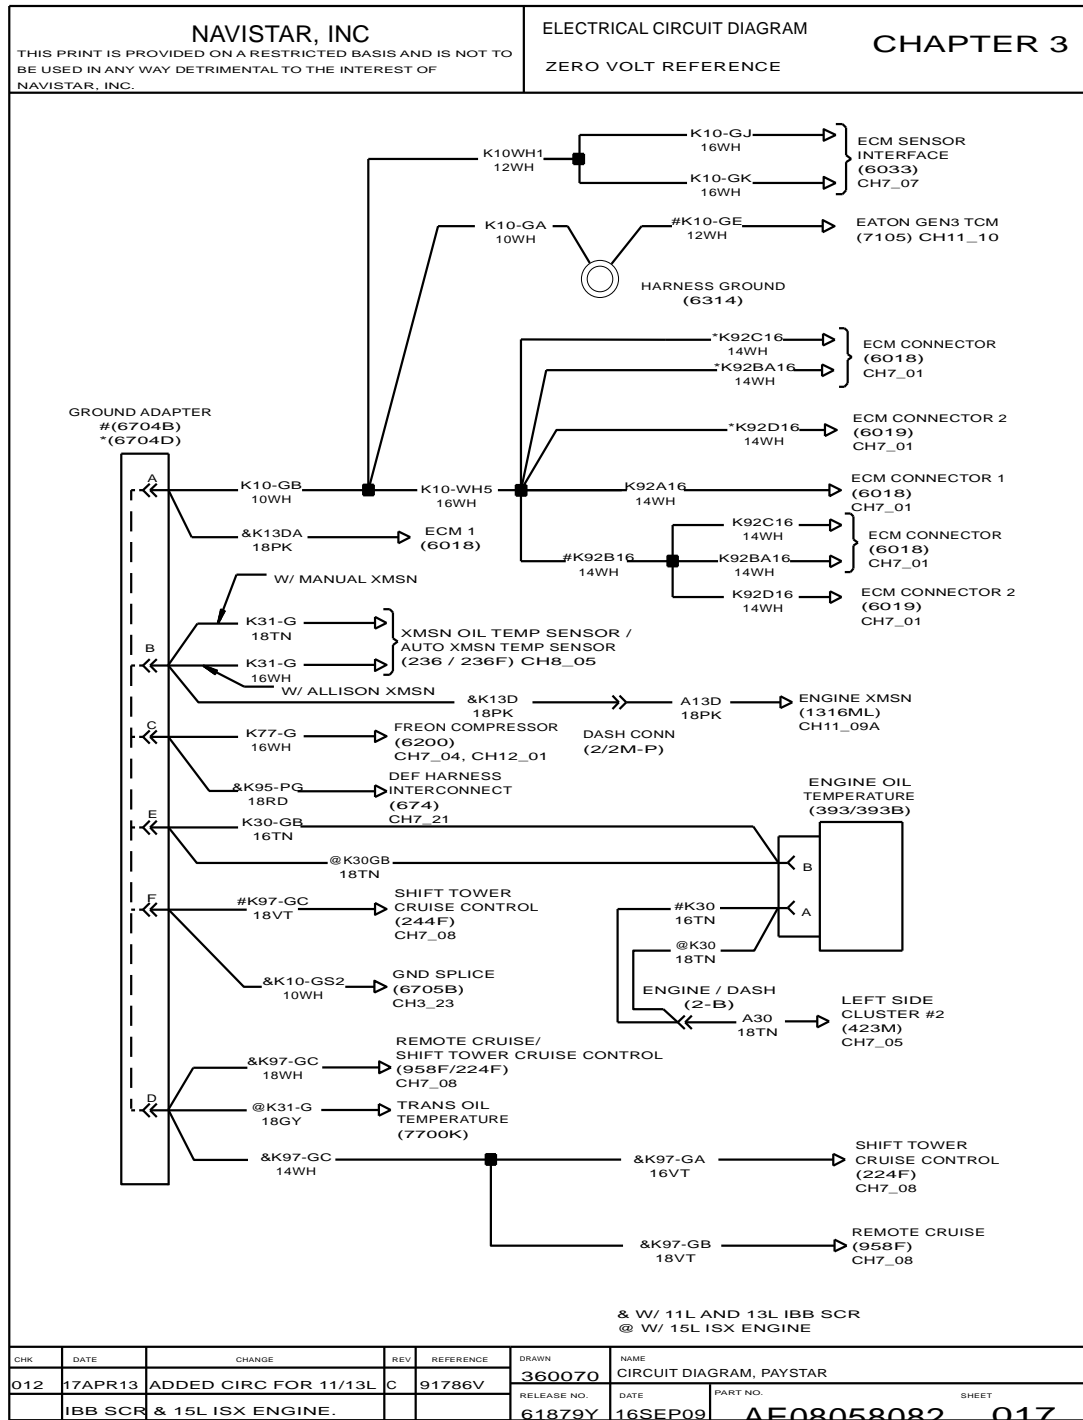 NAVISTAR, INC
THIS PRINT IS PROVIDED ON A RESTRICTED BASIS AND IS NOT TO
BE USED IN ANY WAY DETRIMENTAL TO THE INTEREST OF
NAVISTAR, INC.
ELECTRICAL CIRCUIT DIAGRAM
ZERO VOLT REFERENCE
CHAPTER 3
K10WH1
12WH
K10-GJ
16WH
K10-GK
16WH
ECM SENSOR
INTERFACE
(6033)
CH7_07
K10-GA
10WH
#K10-GE
12WH
EATON GEN3 TCM
(7105) CH11_10
HARNESS GROUND
(6314)
*K92C16
14WH
*K92BA16
14WH
ECM CONNECTOR
(6018)
CH7_01
*K92D16
14WH
ECM CONNECTOR 2
(6019)
CH7_01
GROUND ADAPTER
#(6704B)
*(6704D)
A
K10-GB
10WH
K10-WH5
16WH
K92A16
14WH
ECM CONNECTOR 1
(6018)
CH7_01
&K13DA
18PK
ECM 1
(6018)
#K92B16
14WH
K92C16
14WH
K92BA16
14WH
ECM CONNECTOR
(6018)
CH7_01
K92D16
14WH
ECM CONNECTOR 2
(6019)
CH7_01
W/ MANUAL XMSN
B
K31-G
18TN
K31-G
16WH
XMSN OIL TEMP SENSOR /
AUTO XMSN TEMP SENSOR
(236 / 236F) CH8_05
W/ ALLISON XMSN
&K13D
18PK
DASH CONN
(2/2M-P)
A13D
18PK
ENGINE XMSN
(1316ML)
CH11_09A
C
K77-G
16WH
FREON COMPRESSOR
(6200)
CH7_04, CH12_01
&K95-PG
18RD
DEF HARNESS
INTERCONNECT
(674)
CH7_21
ENGINE OIL
TEMPERATURE
(393/393B)
E
K30-GB
16TN
@K30GB
18TN
B
A
F
#K97-GC
18VT
SHIFT TOWER
CRUISE CONTROL
(244F)
CH7_08
#K30
16TN
@K30
18TN
&K10-GS2
10WH
GND SPLICE
(6705B)
CH3_23
ENGINE / DASH
(2-B)
A30
18TN
LEFT SIDE
CLUSTER #2
(423M)
CH7_05
&K97-GC
18WH
REMOTE CRUISE/
SHIFT TOWER CRUISE CONTROL
(958F/224F)
CH7_08
D
@K31-G
18GY
TRANS OIL
TEMPERATURE
(7700K)
&K97-GC
14WH
&K97-GA
16VT
SHIFT TOWER
CRUISE CONTROL
(224F)
CH7_08
&K97-GB
18VT
REMOTE CRUISE
(958F)
CH7_08
& W/ 11L AND 13L IBB SCR
@ W/ 15L ISX ENGINE
CHK DATE CHANGE REV REFERENCE
012 17APR13 ADDED CIRC FOR 11/13L C 91786V
IBB SCR & 15L ISX ENGINE.
DRAWN
360070
NAME
CIRCUIT DIAGRAM, PAYSTAR
RELEASE NO.
61879Y
DATE
16SEP09
PART NO.
AE08058082
SHEET
017